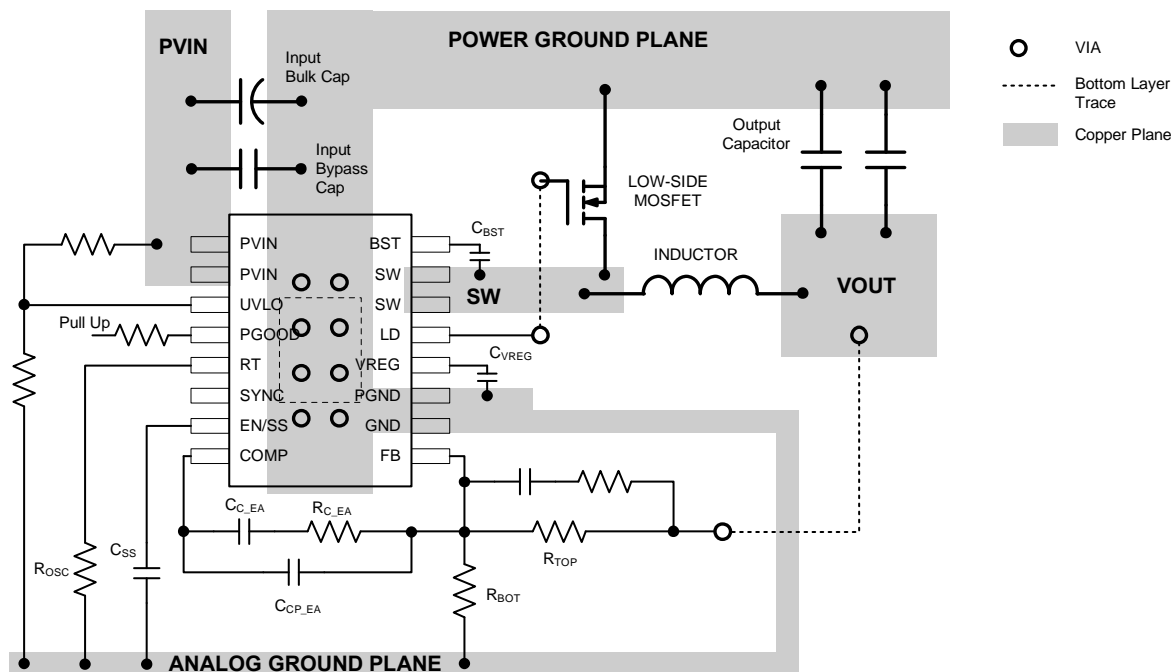 PVIN
POWER GROUND PLANE
VIA
Input
Bulk Cap
Bottom Layer
Trace
Copper Plane
Output
Capacitor
Input
Bypass
Cap
LOW-SIDE
MOSFET
PVIN
BST
CBST
PVIN
SW
SW
INDUCTOR
VOUT
UVLO
SW
Pull Up
PGOOD
LD
RT
VREG
CVREG
SYNC
PGND
EN/SS
GND
COMP
FB
CC_EA
RC_EA
ROSC
CSS
RTOP
CCP_EA
RBOT
ANALOG GROUND PLANE